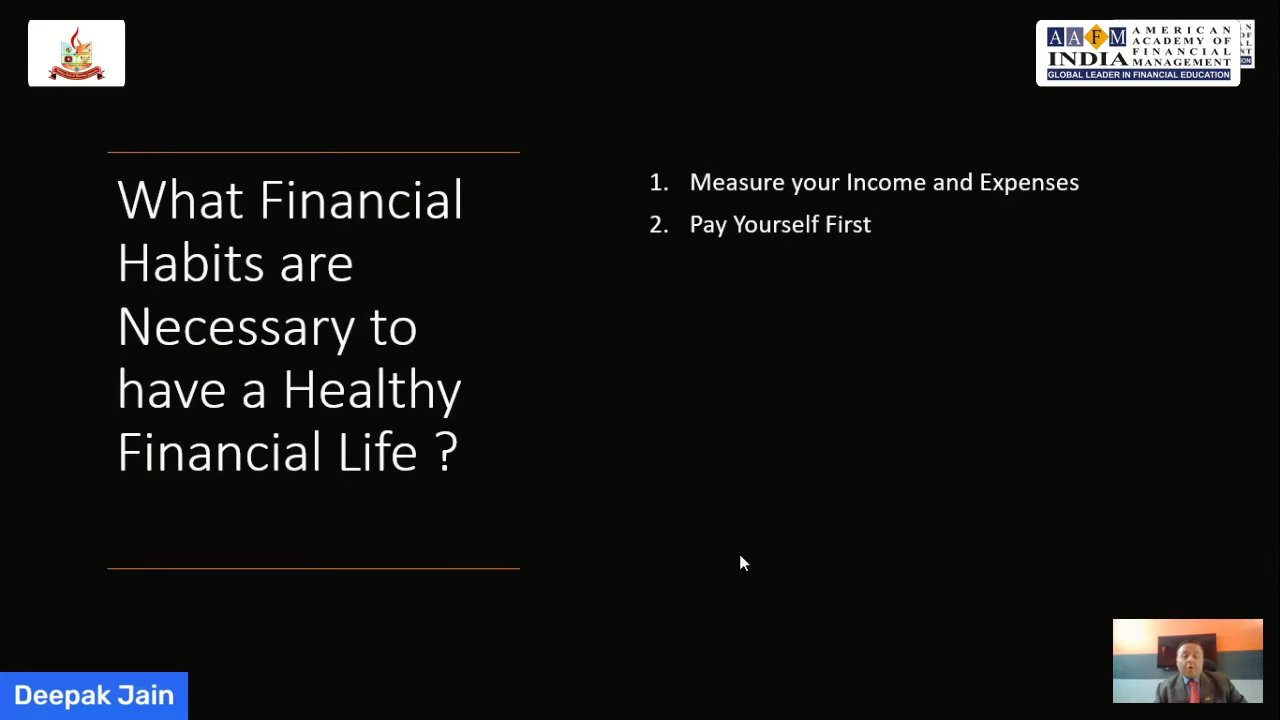 AAFM
INDIA
AMERICAN
ACADEMY OF
FINANCIAL
MANAGEMENT
GLOBAL LEADER IN FINANCIAL EDUCATION
What Financial
Habits are
Necessary to
have a Healthy
Financial Life ?
1. Measure your Income and Expenses
2. Pay Yourself First
Deepak Jain